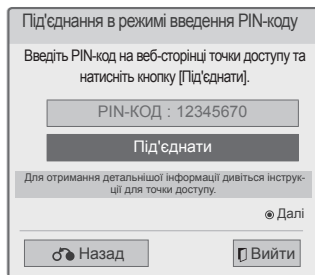 Під'єднання в режимі введення PIN-коду
Введіть PIN-код на веб-сторінці точки доступу та
натисніть кнопку [Під'єднати].
PIN-КОД : 12345670
Під'єднати
Для отримання детальнішої інформації дивіться інструк-
ції для точки доступу.
Далі
Назад
Вийти